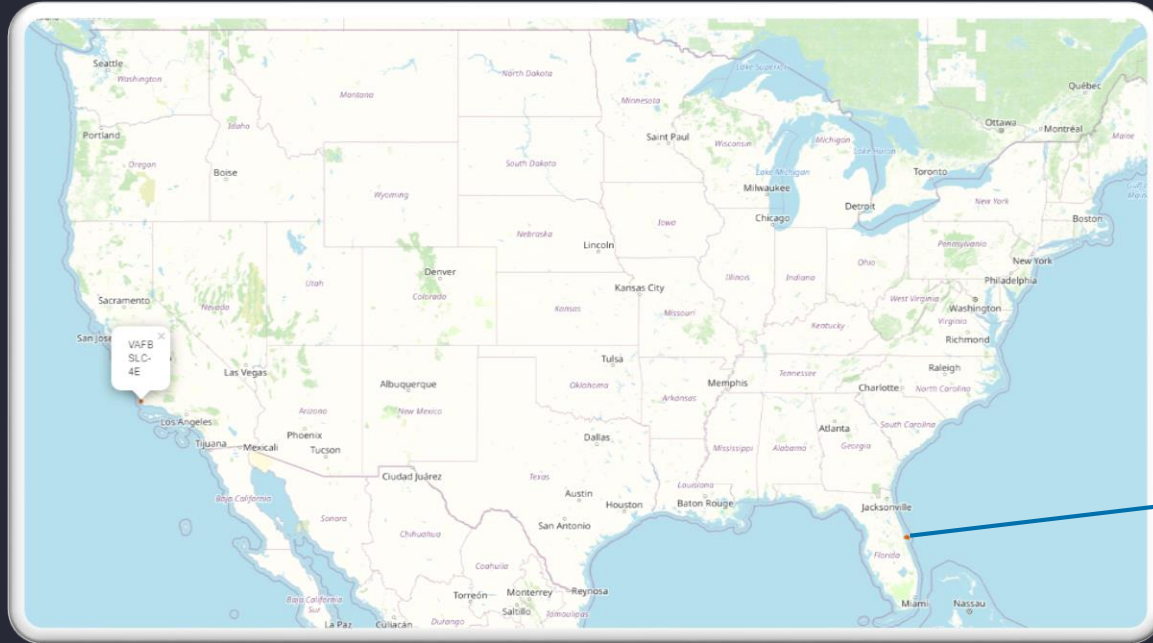 Seattle
Washington
Montana
North Dakota
Minnesota
Lake Superior
Québec
Ottawa
Montréal
Maine
Portland
Oregon
Idaho
Boise
Saint Paul
South Dakota
Wisconsin
Michigan
Lake Huron
Toronto
Lake Michigan
Milwaukee
Wyoming
Detroit
New York
Chicago
Iowa
Boston
Nebraska
Lincoln
Pennsylvania
New York
Denver
Utah
Colorado
Illinois
Indiana
Ohio
Philadelphia
Sacramento
Nevada
Kansas
Kansas City
Missouri
West Virginia
Washington
Virginia
San José
VAFB
SLC-
4E
×
Kentucky
Richmond
Las Vegas
Tulsa
Tennessee
Raleigh
Albuquerque
Oklahoma
Memphis
Charlotte
North Carolina
Arizona
New Mexico
Arkansas
Los Angeles
Phoenix
Atlanta
South Carolina
Tijuana
Mexicali
Tucson
Dallas
Mississippi
Alabama
Georgia
Ciudad Juárez
Texas
Louisiana
Baja California
Austin
Houston
Baton Rouge
Jacksonville
Sonora
Chihuahua
San Antonio
Florida
Coahuila
Baja California
Sur
Torreón
Monterrey
Reynosa
Miami
Nassau
Saltillo
Tamaulipas
La Paz
Culiacán
Durango